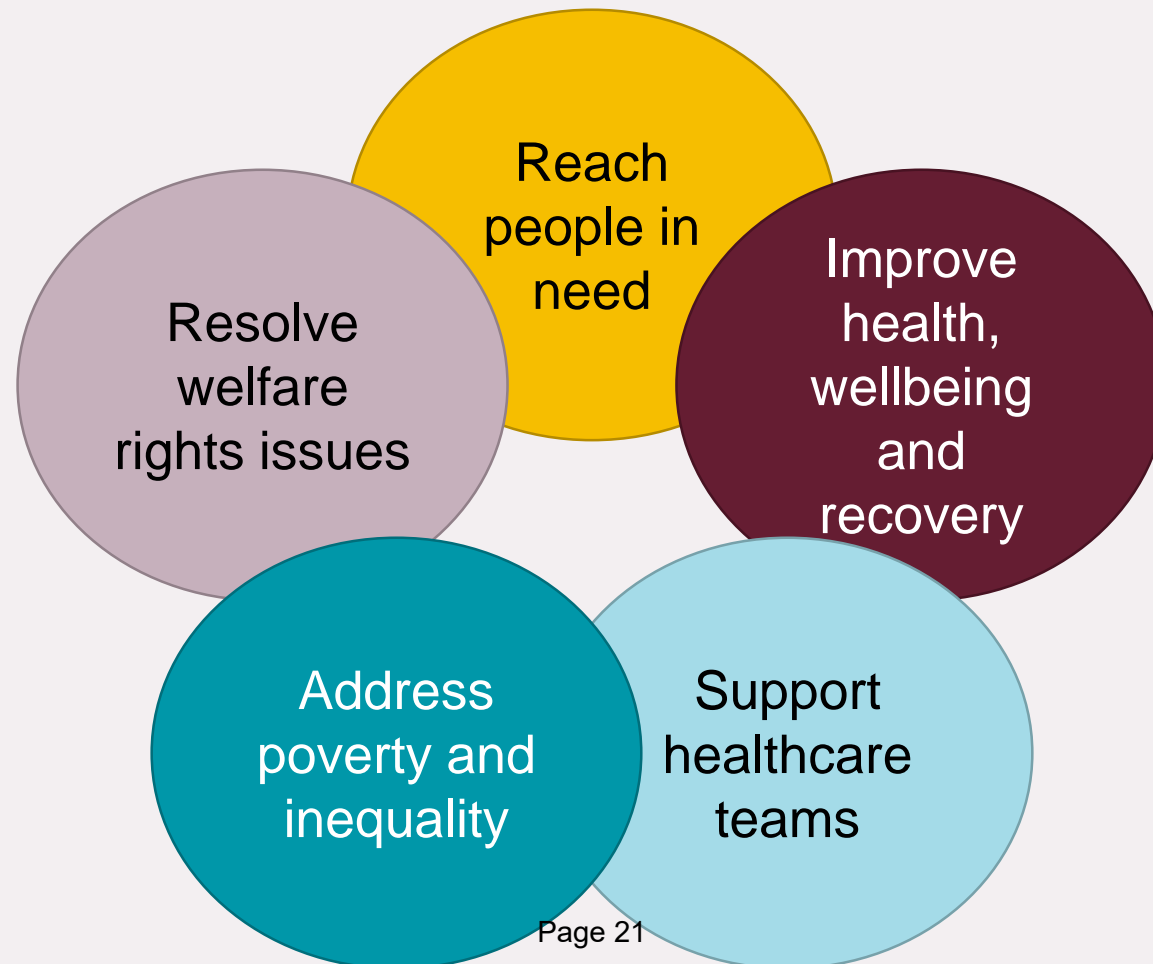 Reach
people in
need
Improve
health,
wellbeing
and
recovery
Support
healthcare
teams
Address
poverty and
inequality
Resolve
welfare
rights issues
Page 21